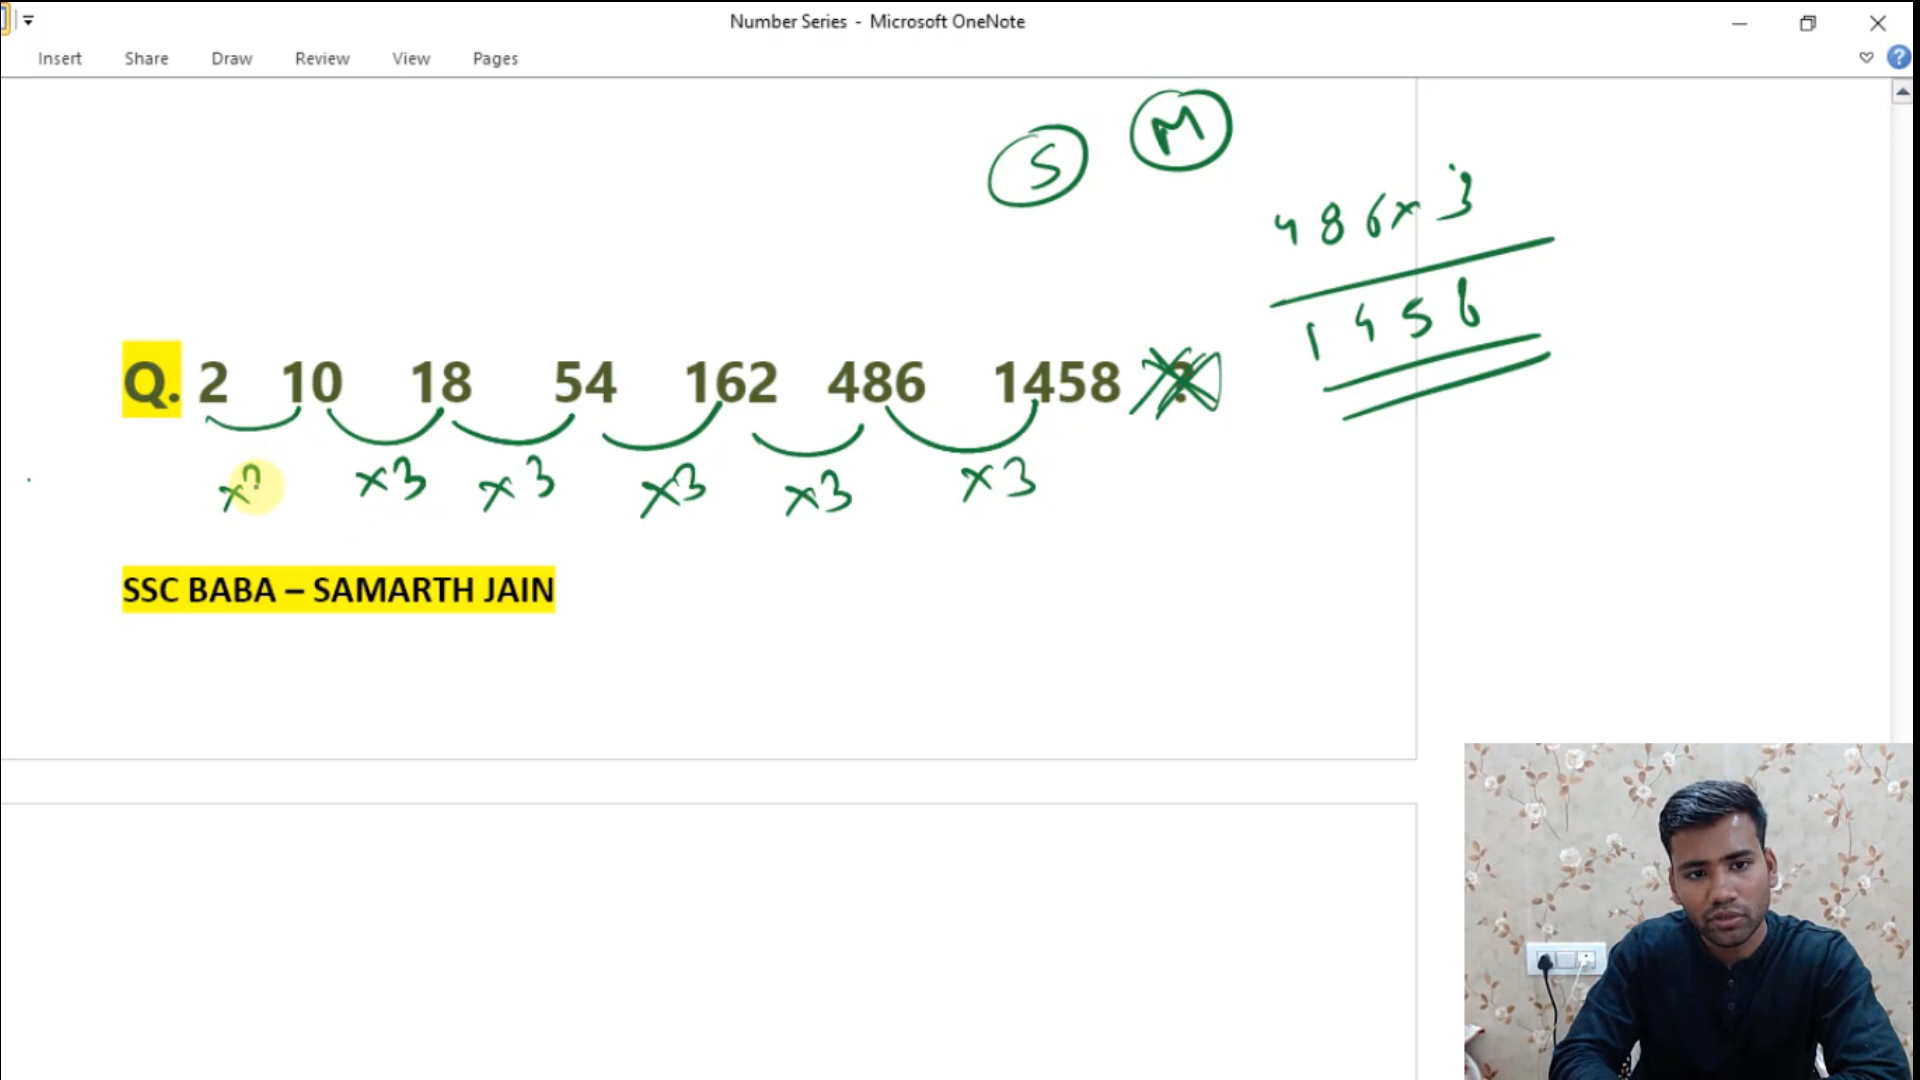 Number Series - Microsoft OneNote
Insert Share Draw Review View Pages
?
S M
486×3
1456
Q. 2 10 18 54 162 486 1458 ?
×3 ×3 ×3 ×3 ×3
SSC BABA – SAMARTH JAIN